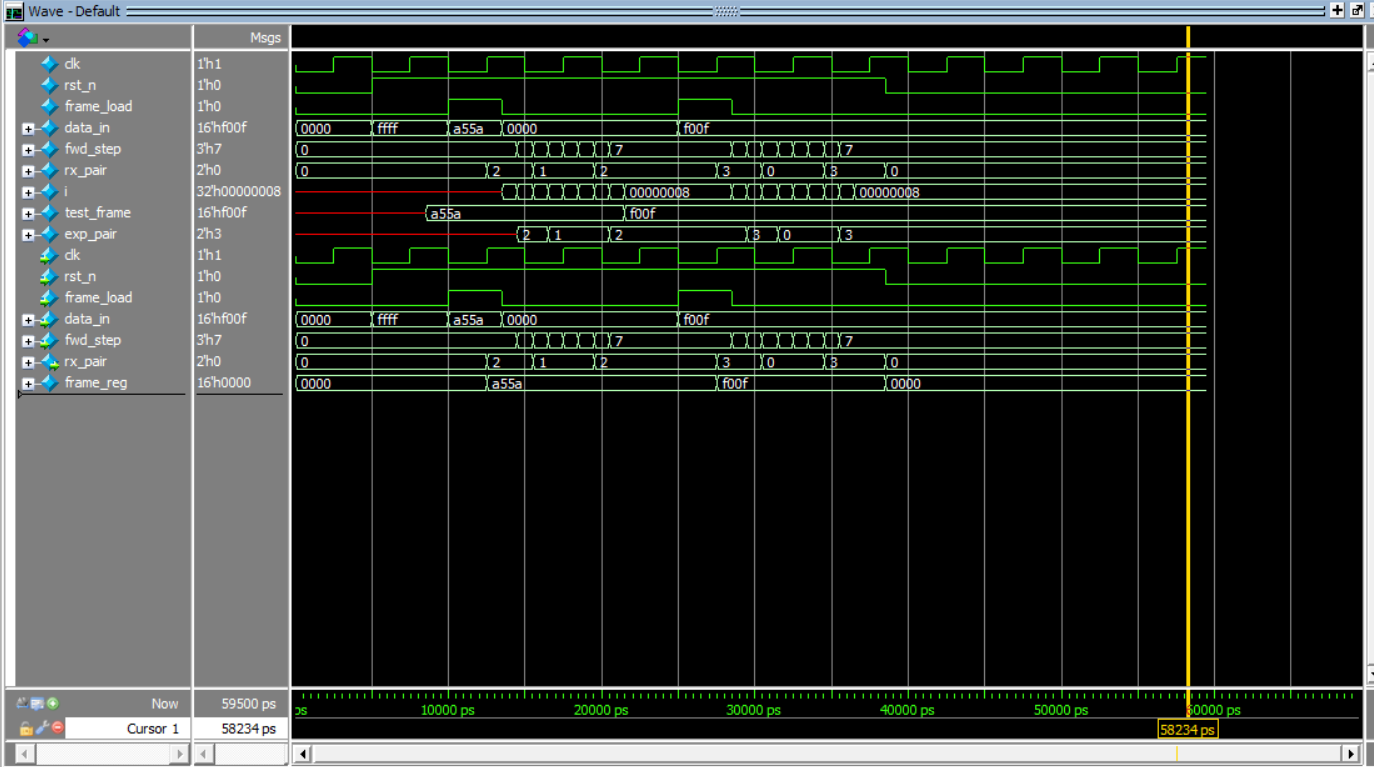 Wave - Default
Msgs
clk 1'h1
rst_n 1'h0
frame_load 1'h0
data_in 16'hf00f 0000 ffff a55a 0000 f00f
fwd_step 3'h7 0 7 7
rx_pair 2'h0 0 2 1 2 3 0 3 0
i 32'h00000008 00000008 00000008
test_frame 16'hf00f a55a f00f
exp_pair 2'h3 2 1 2 3 0 3
clk 1'h1
rst_n 1'h0
frame_load 1'h0
data_in 16'hf00f 0000 ffff a55a 0000 f00f
fwd_step 3'h7 0 7 7
rx_pair 2'h0 0 2 1 2 3 0 3 0
frame_reg 16'h0000 0000 a55a f00f 0000
Now 59500 ps ps 10000 ps 20000 ps 30000 ps 40000 ps 50000 ps 60000 ps
Cursor 1 58234 ps 58234 ps